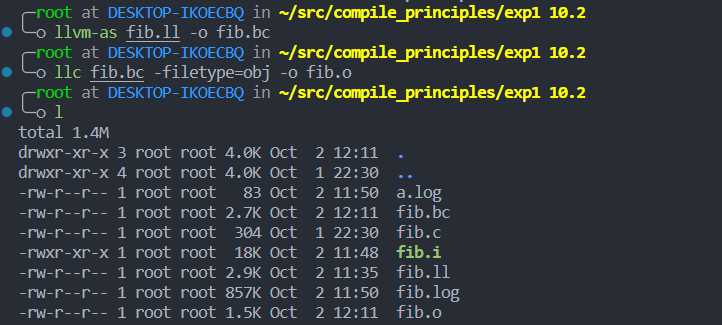 ╭─root at DESKTOP-IKOECBQ in ~/src/compile_principles/exp1 10.2
╰─o llvm-as fib.ll -o fib.bc
╭─root at DESKTOP-IKOECBQ in ~/src/compile_principles/exp1 10.2
╰─o llc fib.bc -filetype=obj -o fib.o
╭─root at DESKTOP-IKOECBQ in ~/src/compile_principles/exp1 10.2
╰─o l
total 1.4M
drwxr-xr-x 3 root root 4.0K Oct  2 12:11 .
drwxr-xr-x 4 root root 4.0K Oct  1 22:30 ..
-rw-r--r-- 1 root root   83 Oct  2 11:50 a.log
-rw-r--r-- 1 root root 2.7K Oct  2 12:11 fib.bc
-rw-r--r-- 1 root root  304 Oct  1 22:30 fib.c
-rwxr-xr-x 1 root root  18K Oct  2 11:48 fib.i
-rw-r--r-- 1 root root 2.9K Oct  2 11:35 fib.ll
-rw-r--r-- 1 root root 857K Oct  2 11:50 fib.log
-rw-r--r-- 1 root root 1.5K Oct  2 12:11 fib.o